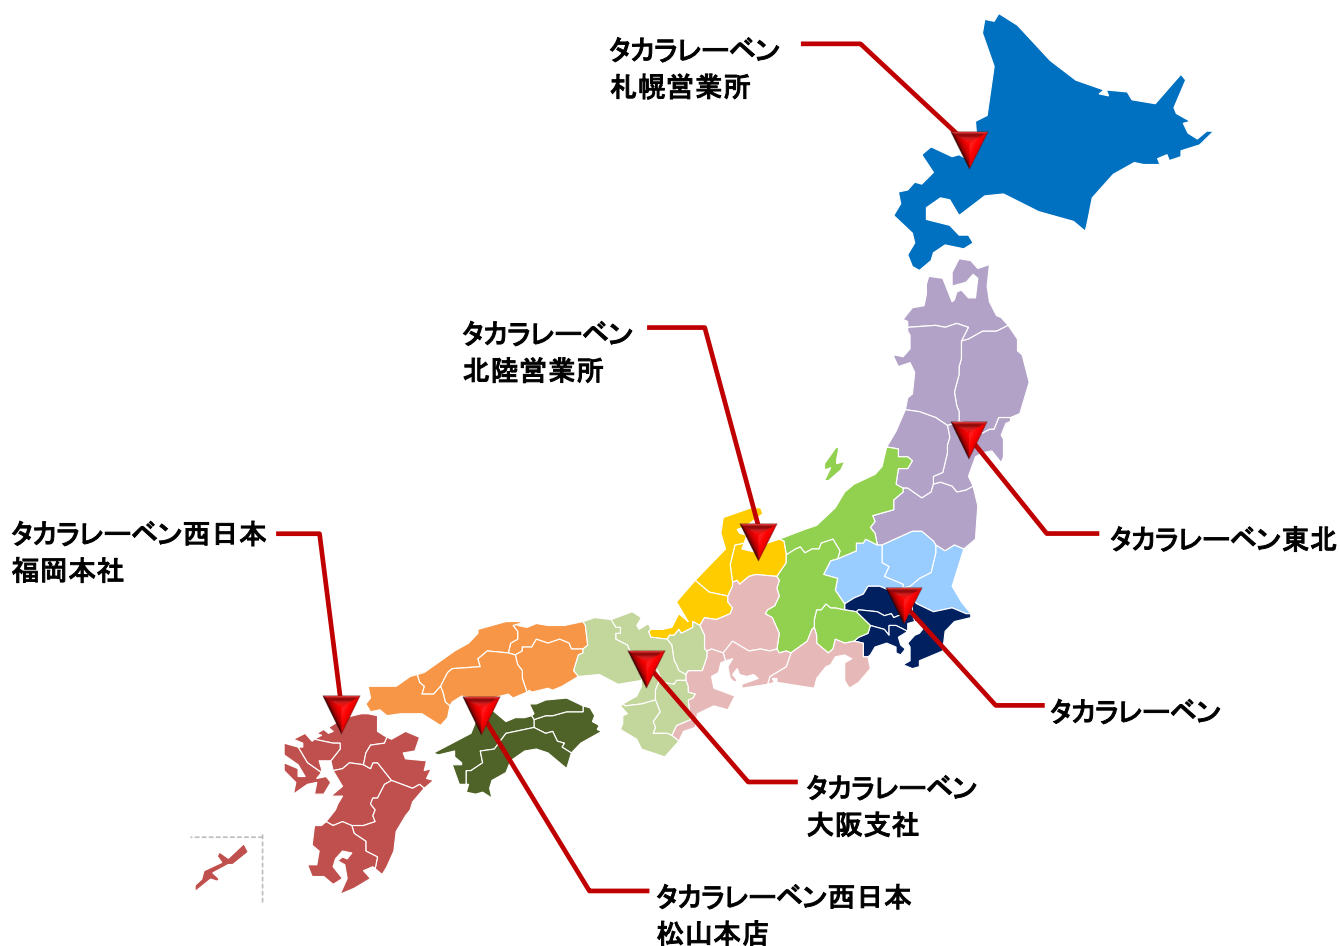 タカラレーベン
札幌営業所
タカラレーベン
北陸営業所
タカラレーベン西日本
福岡本社
タカラレーベン東北
タカラレーベン
タカラレーベン
大阪支社
タカラレーベン西日本
松山本店